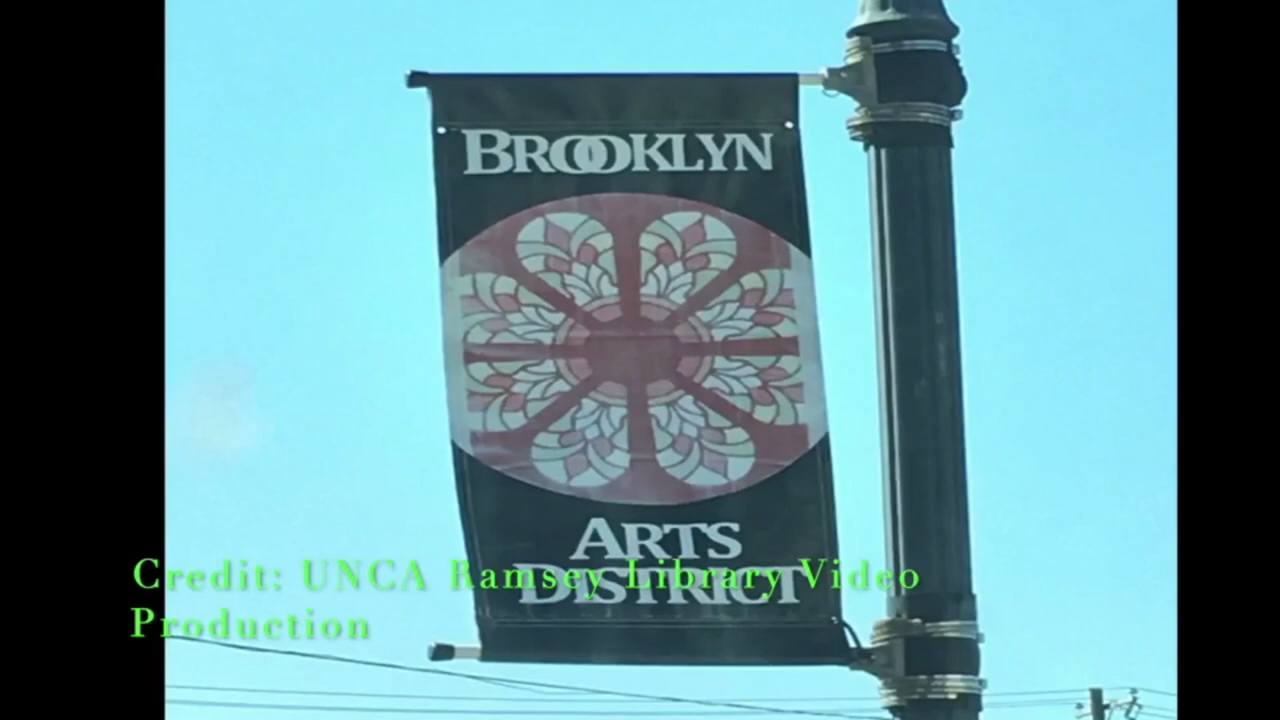 BROOKLYN
ARTS
DISTRICT
Credit: UNCA Ramsey Library Video
Production